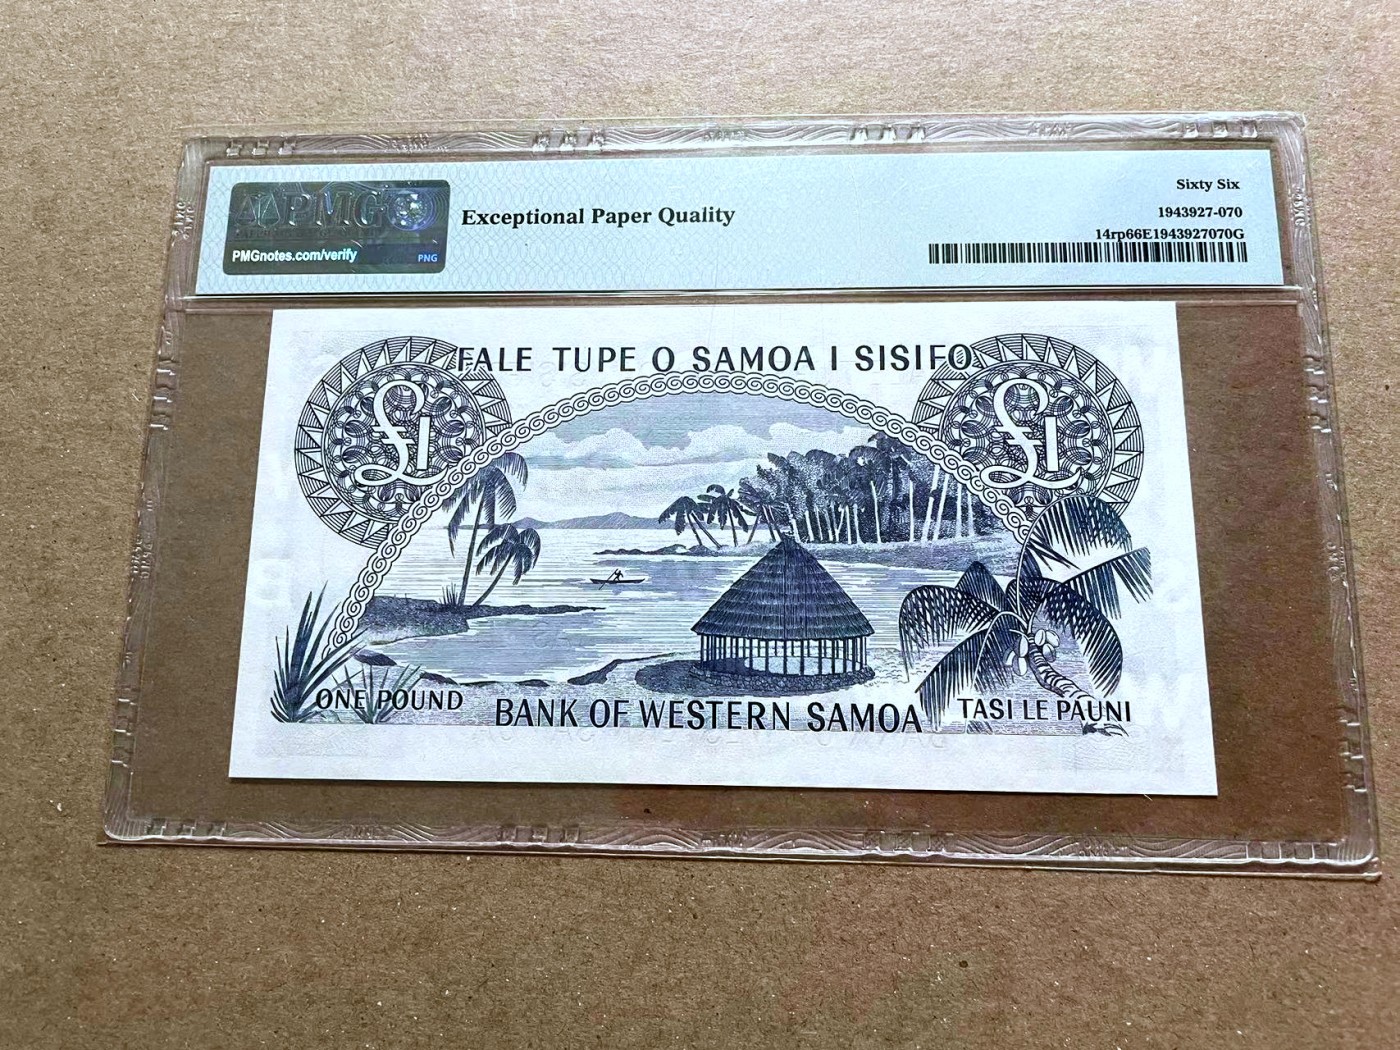 PMG
PMGnotes.com/verify
PNG
Exceptional Paper Quality
Sixty Six
1943927-070
14rp66E1943927070G
FALE TUPE O SAMOA I SISIFO
£1
£1
ONE POUND
BANK OF WESTERN SAMOA
TASI LE PAUNI